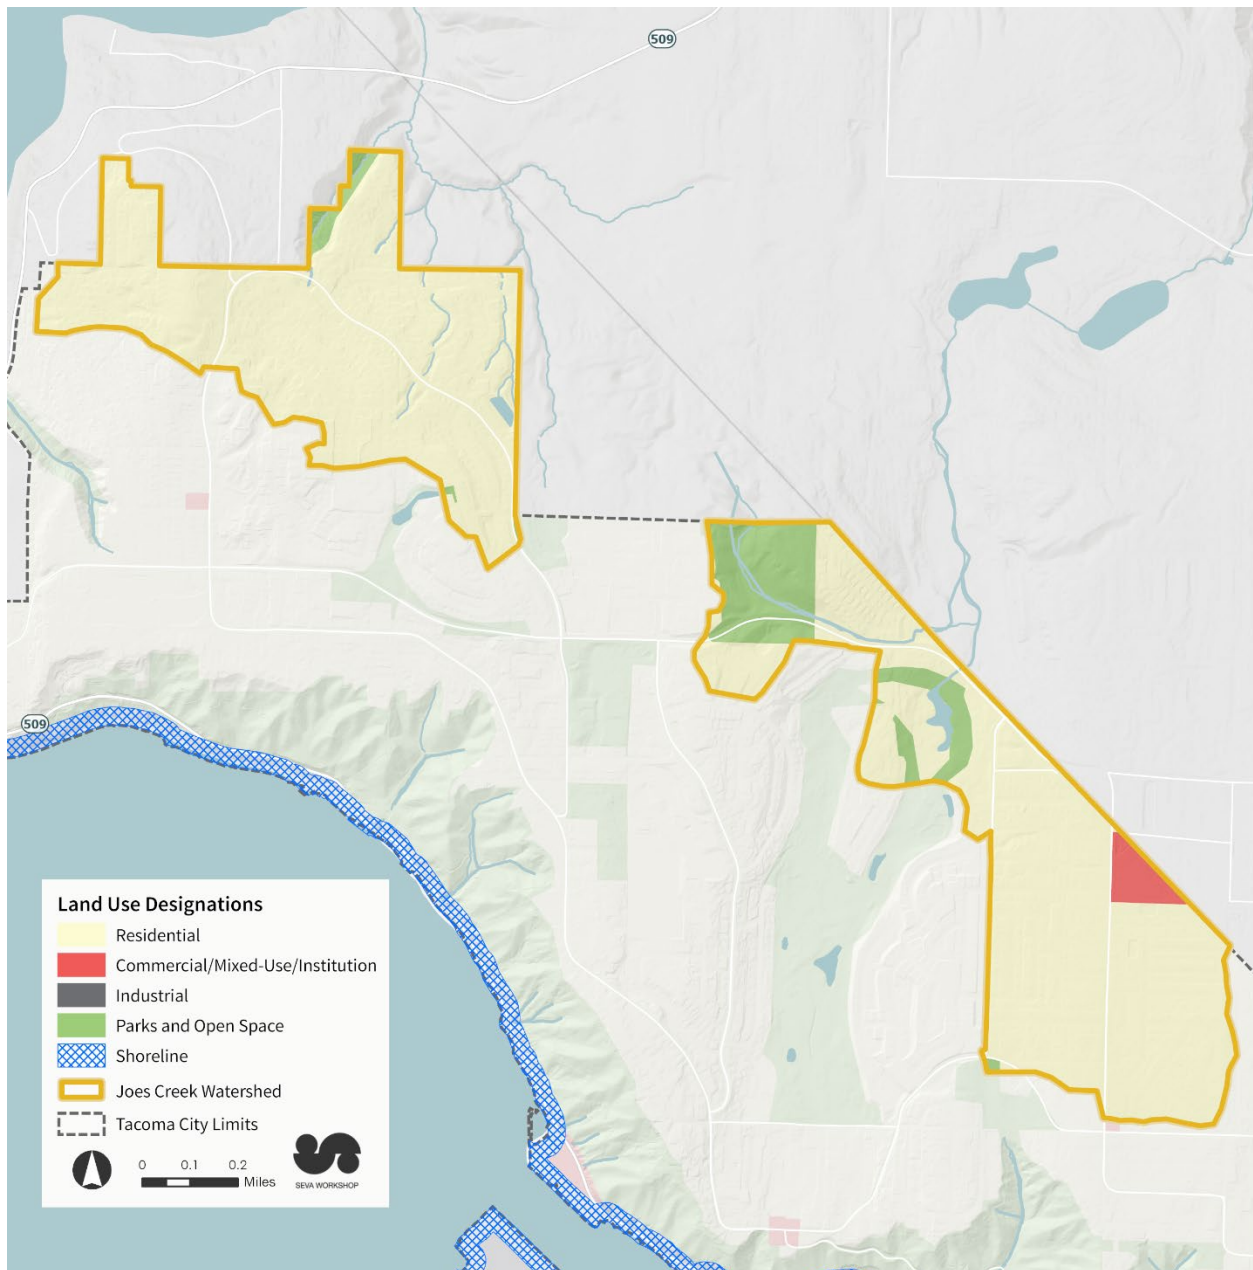 509
509
Land Use Designations
Residential
Commercial/Mixed-Use/Institution
Industrial
Parks and Open Space
Shoreline
Joes Creek Watershed
Tacoma City Limits
0 0.1 0.2
Miles
SEVA WORKSHOP